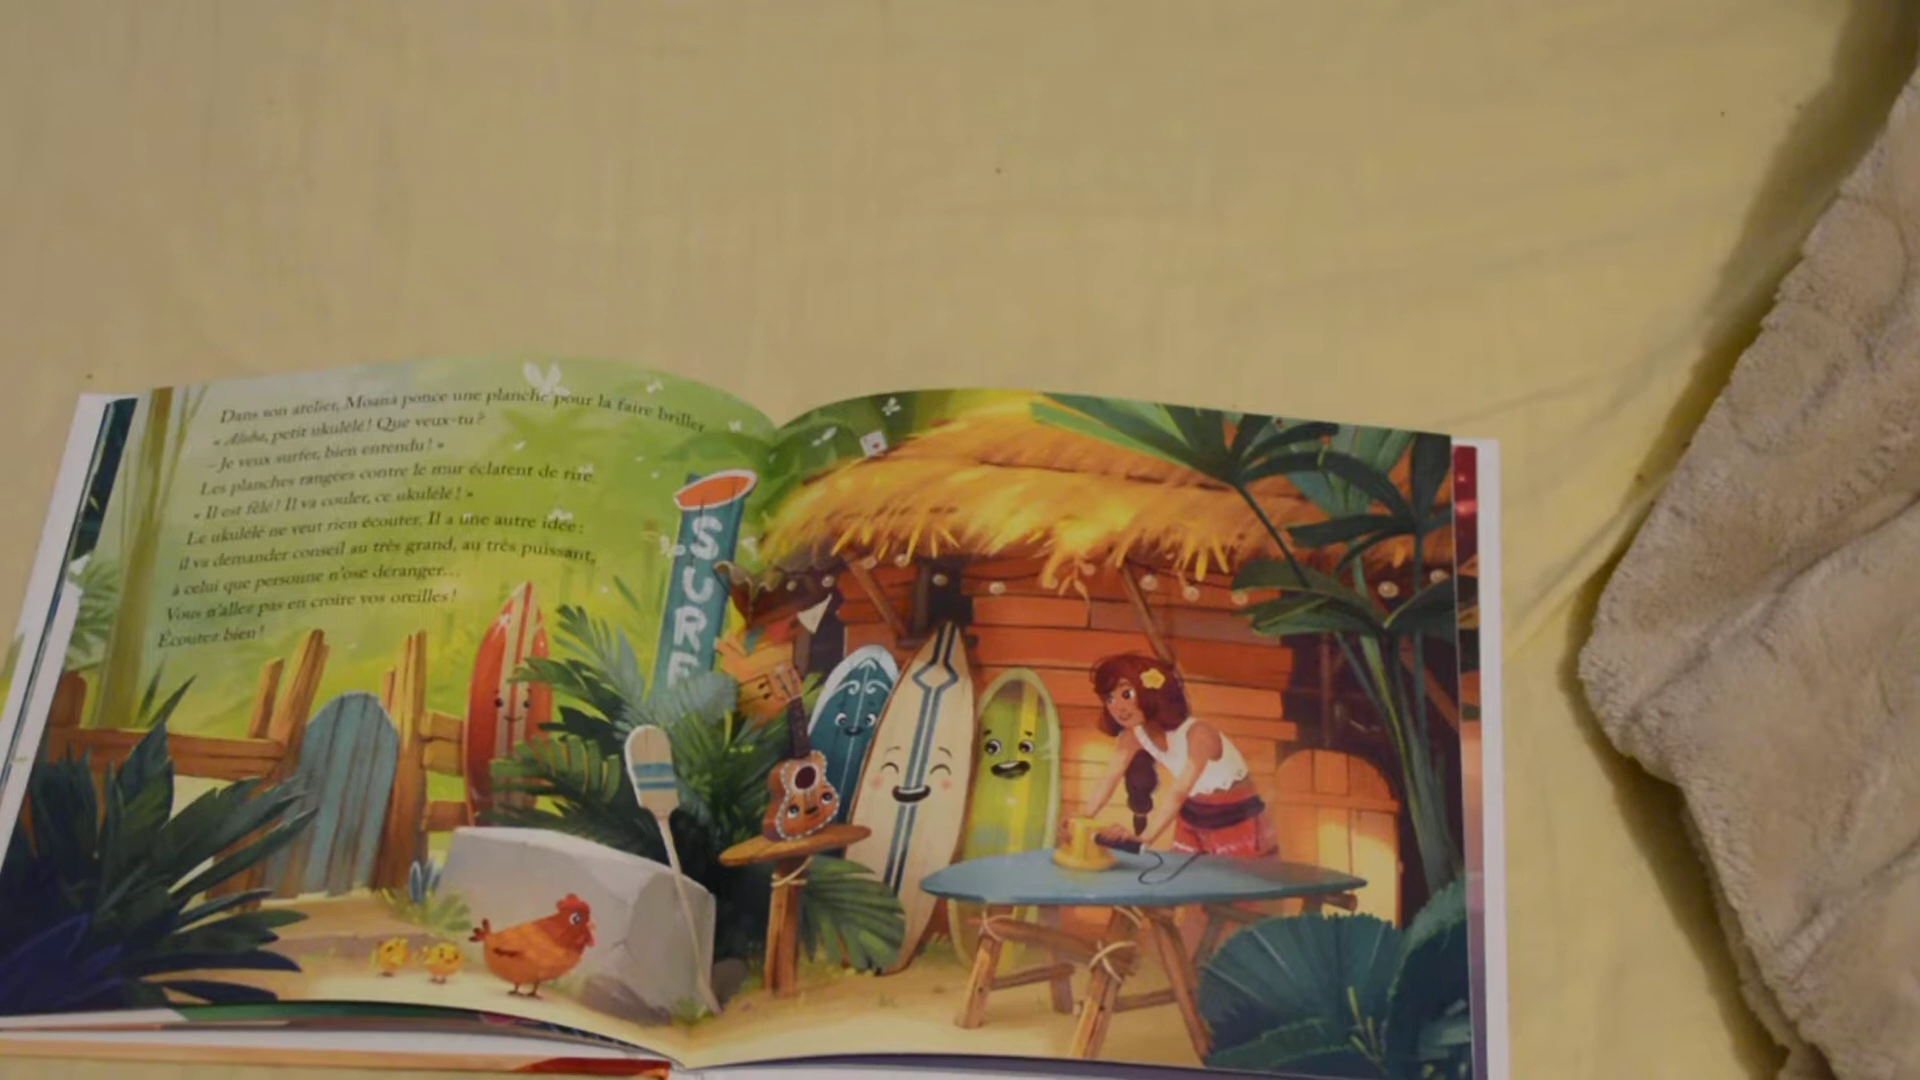 Dans son atelier, Moana ponce une planche pour la faire briller.
« Aloha, petit ukulélé ! Que veux-tu ?
– Je veux surfer, bien entendu ! »
Les planches rangées contre le mur éclatent de rire.
« Il est fêlé ! Il va couler, ce ukulélé ! »
Le ukulélé ne veut rien écouter. Il a une autre idée :
il va demander conseil au très grand, au très puissant,
à celui que personne n'ose déranger…
Vous n'allez pas en croire vos oreilles !
Écoutez bien !
SURF